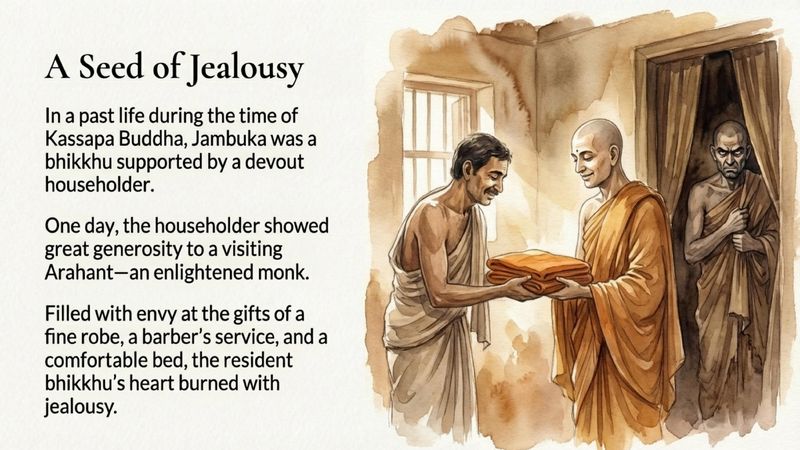 A Seed of Jealousy
In a past life during the time of
Kassapa Buddha, Jambuka was a
bhikkhu supported by a devout
householder.
One day, the householder showed
great generosity to a visiting
Arahant—an enlightened monk.
Filled with envy at the gifts of a
fine robe, a barber's service, and a
comfortable bed, the resident
bhikkhu's heart burned with
jealousy.